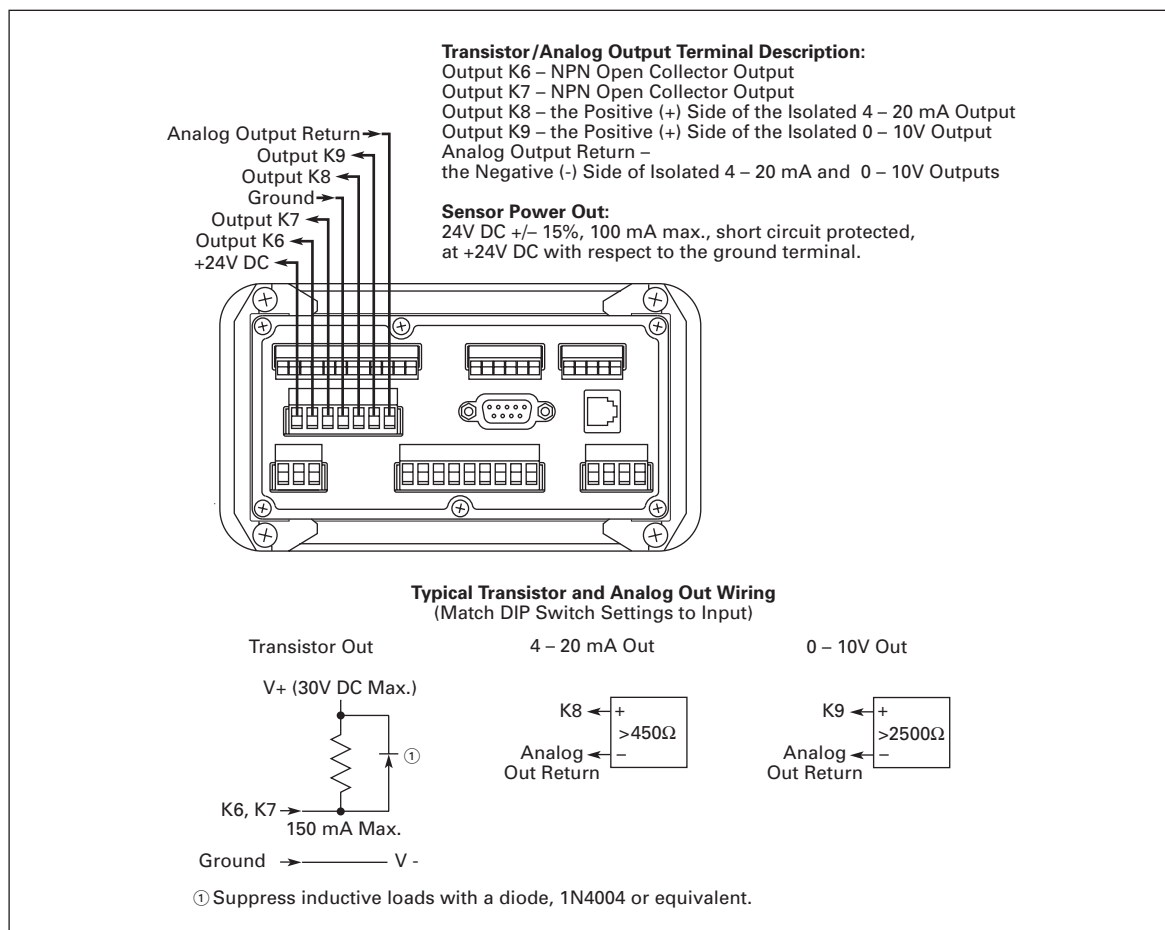 Transistor/Analog Output Terminal Description:
Output K6 – NPN Open Collector Output
Output K7 – NPN Open Collector Output
Output K8 – the Positive (+) Side of the Isolated 4 – 20 mA Output
Output K9 – the Positive (+) Side of the Isolated 0 – 10V Output
Analog Output Return –
the Negative (-) Side of Isolated 4 – 20 mA and 0 – 10V Outputs
Sensor Power Out:
24V DC +/– 15%, 100 mA max., short circuit protected,
at +24V DC with respect to the ground terminal.
Analog Output Return
Output K9
Output K8
Ground
Output K7
Output K6
+24V DC
Typical Transistor and Analog Out Wiring
(Match DIP Switch Settings to Input)
Transistor Out
V+ (30V DC Max.)
①
K6, K7
150 mA Max.
Ground
V -
4 – 20 mA Out
K8
+
>450Ω
Analog
–
Out Return
0 – 10V Out
K9
+
>2500Ω
Analog
–
Out Return
① Suppress inductive loads with a diode, 1N4004 or equivalent.